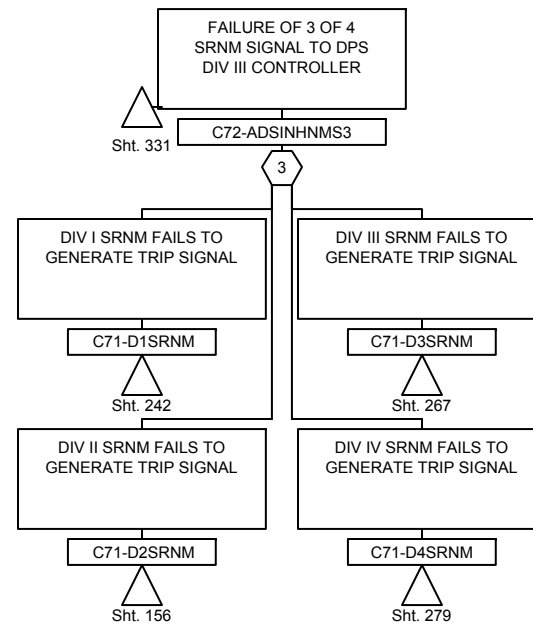 FAILURE OF 3 OF 4
SRNM SIGNAL TO DPS
DIV III CONTROLLER
Sht. 331
C72-ADSINHNMS3
3
DIV I SRNM FAILS TO
GENERATE TRIP SIGNAL
C71-D1SRNM
Sht. 242
DIV III SRNM FAILS TO
GENERATE TRIP SIGNAL
C71-D3SRNM
Sht. 267
DIV II SRNM FAILS TO
GENERATE TRIP SIGNAL
C71-D2SRNM
Sht. 156
DIV IV SRNM FAILS TO
GENERATE TRIP SIGNAL
C71-D4SRNM
Sht. 279